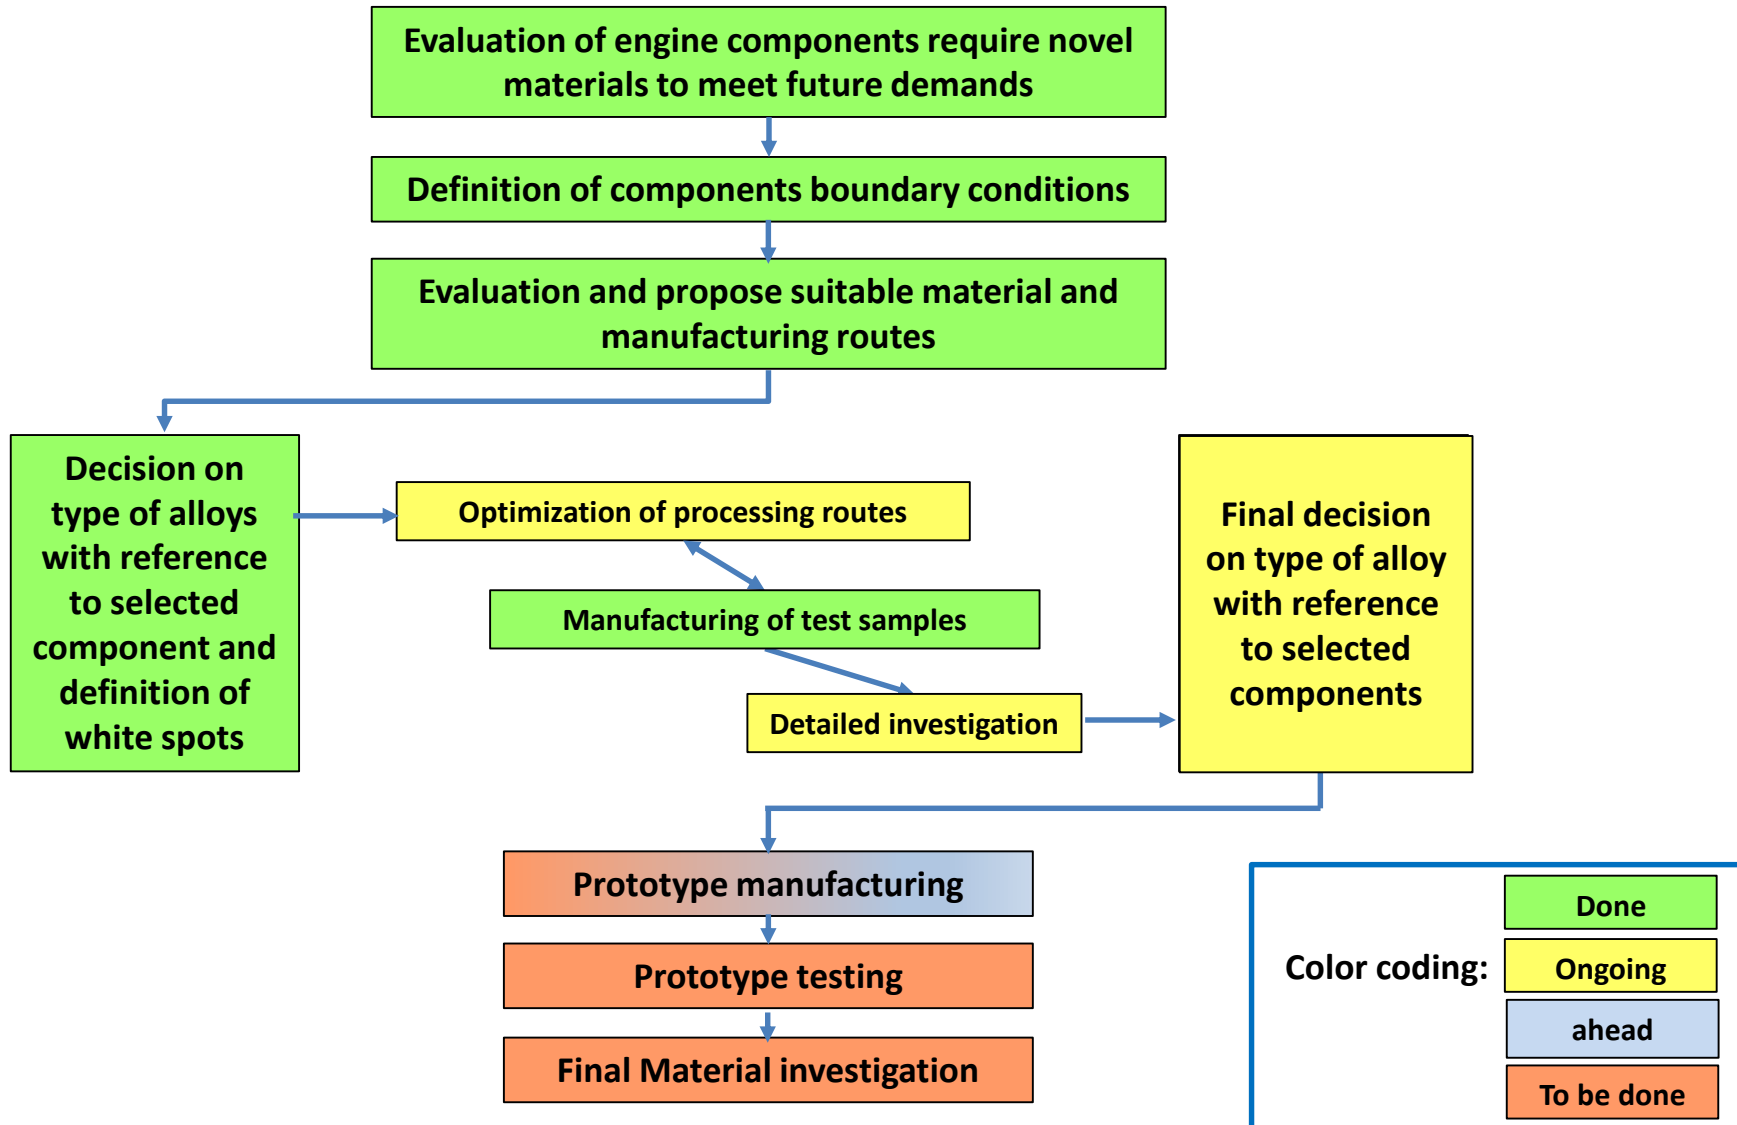 Evaluation of engine components require novel
materials to meet future demands
Definition of components boundary conditions
Evaluation and propose suitable material and
manufacturing routes
Decision on
type of alloys
with reference
to selected
component and
definition of
white spots
Optimization of processing routes
Manufacturing of test samples
Detailed investigation
Final decision
on type of alloy
with reference
to selected
components
Prototype manufacturing
Prototype testing
Final Material investigation
Color coding:
Done
Ongoing
ahead
To be done